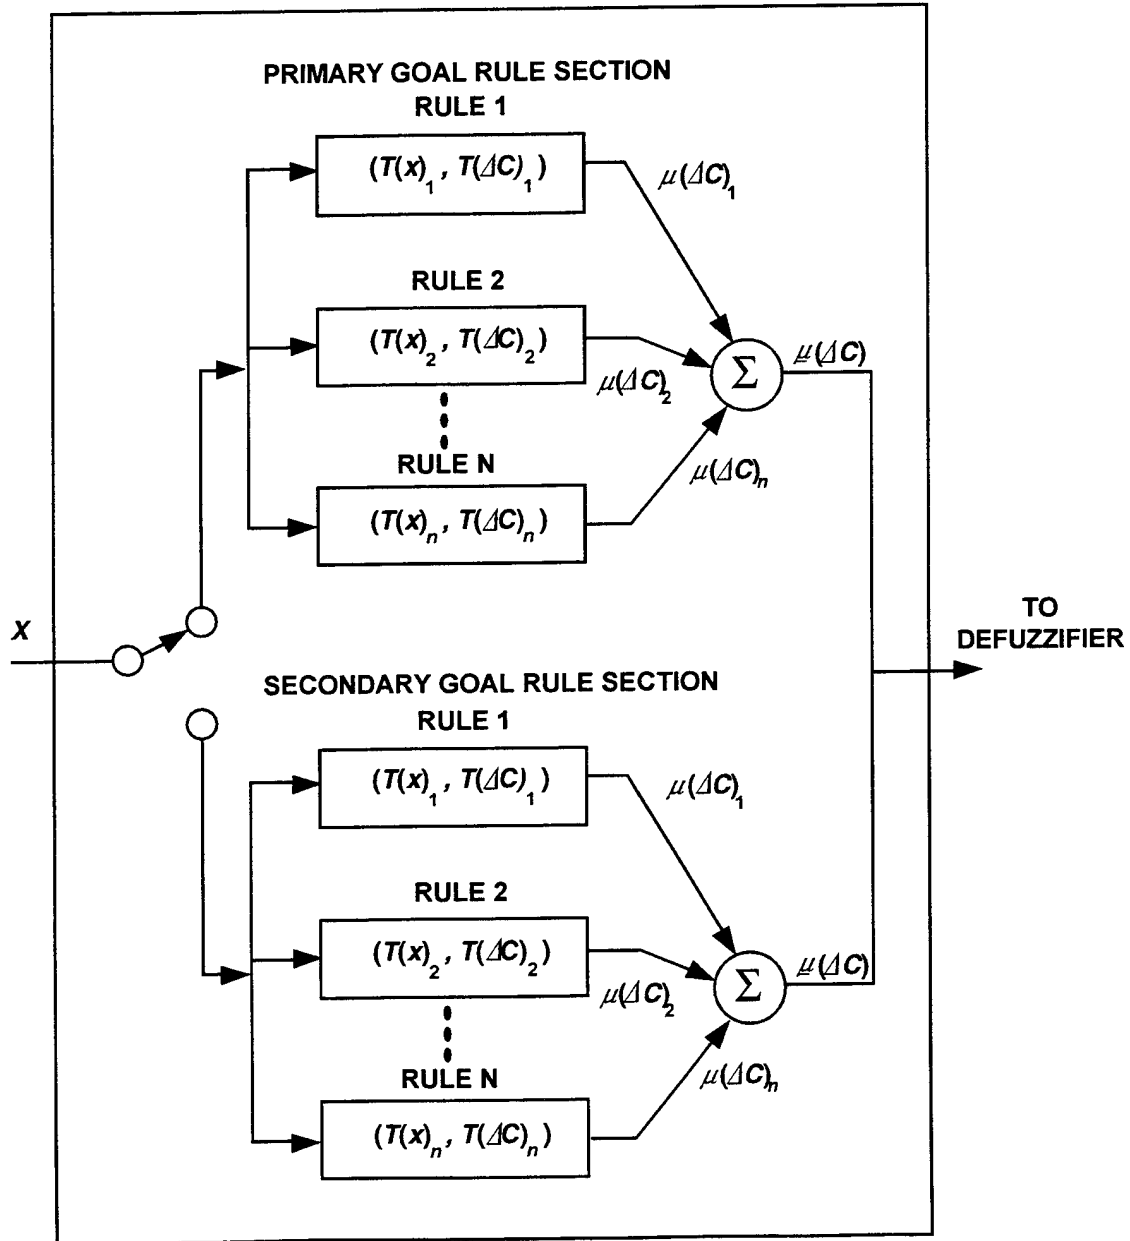 PRIMARY GOAL RULE SECTION
RULE 1
(T(x)₁ , T(ΔC)₁)
μ(ΔC)₁
RULE 2
(T(x)₂ , T(ΔC)₂)
μ(ΔC)₂
Σ
μ(ΔC)
RULE N
(T(x)ₙ , T(ΔC)ₙ)
μ(ΔC)ₙ
X
TO
DEFUZZIFIER
SECONDARY GOAL RULE SECTION
RULE 1
(T(x)₁ , T(ΔC)₁)
μ(ΔC)₁
RULE 2
(T(x)₂ , T(ΔC)₂)
μ(ΔC)₂
Σ
μ(ΔC)
RULE N
(T(x)ₙ , T(ΔC)ₙ)
μ(ΔC)ₙ